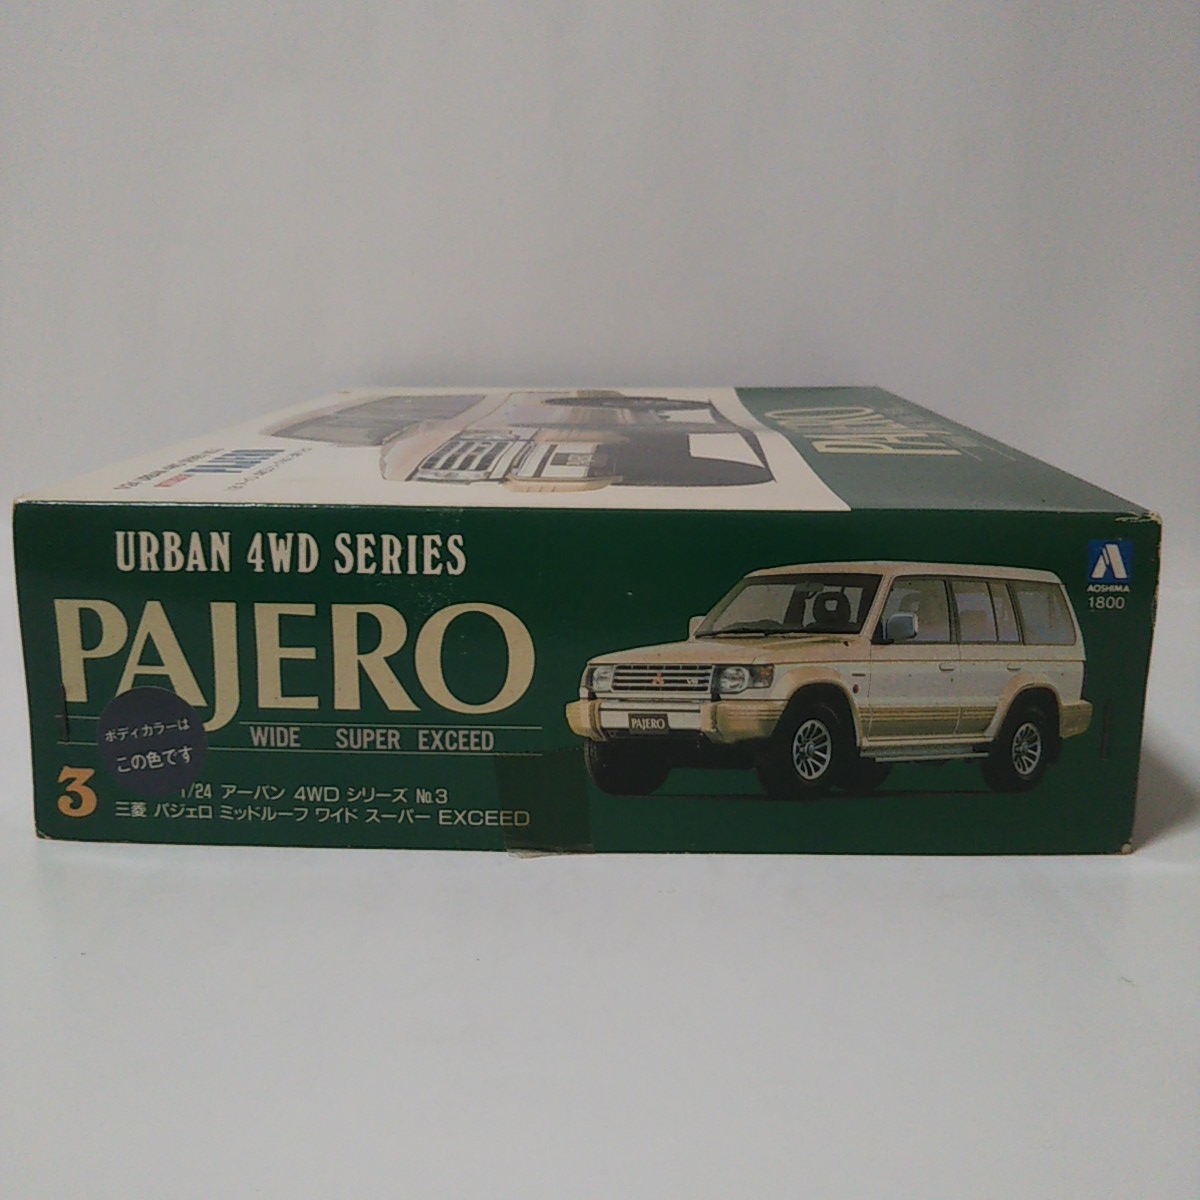 PAJERO
URBAN 4WD SERIES
PAJERO
WIDE SUPER EXCEED
ボディカラーは
この色です
3
1/24 アーバン 4WD シリーズ №3
三菱 パジェロ ミッドルーフ ワイド スーパー EXCEED
PAJERO
AOSHIMA
1800